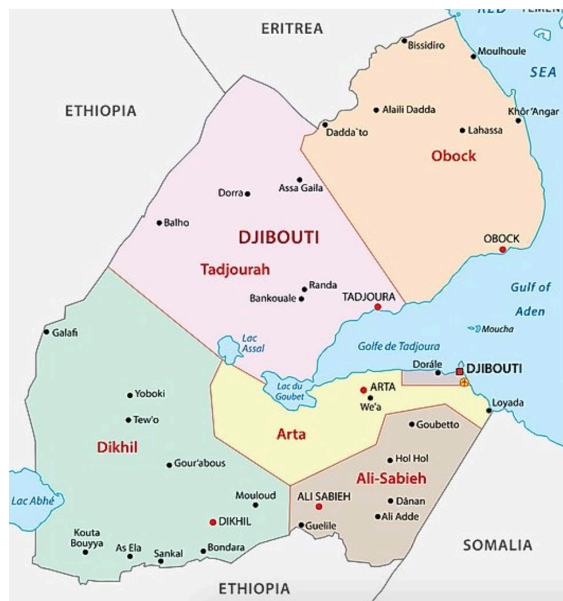 RED
YEMEN
ERITREA
Bissidiro
Moulhoule
SEA
ETHIOPIA
Alaili Dadda
Khôr‘Angar
Dadda`to
Lahassa
Obock
Assa Gaila
Dorra
Balho
DJIBOUTI
OBOCK
Tadjourah
Randa
Bankouale
TADJOURA
Gulf of
Aden
Galafi
Moucha
Lac
Assal
Golfe de Tadjoura
Dorále
DJIBOUTI
Lac du
Goubet
ARTA
We'a
Yoboki
Loyada
Tew'o
Goubetto
Arta
Dikhil
Hol Hol
Gour'abous
Ali-Sabieh
Lac Abhé
Mouloud
ALI SABIEH
Dânan
DIKHIL
Ali Adde
Guelile
Kouta
Bouyya
As Ela
Sankal
Bondara
SOMALIA
ETHIOPIA